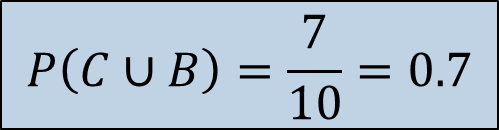 P(C ∪ B) = 7/10 = 0.7